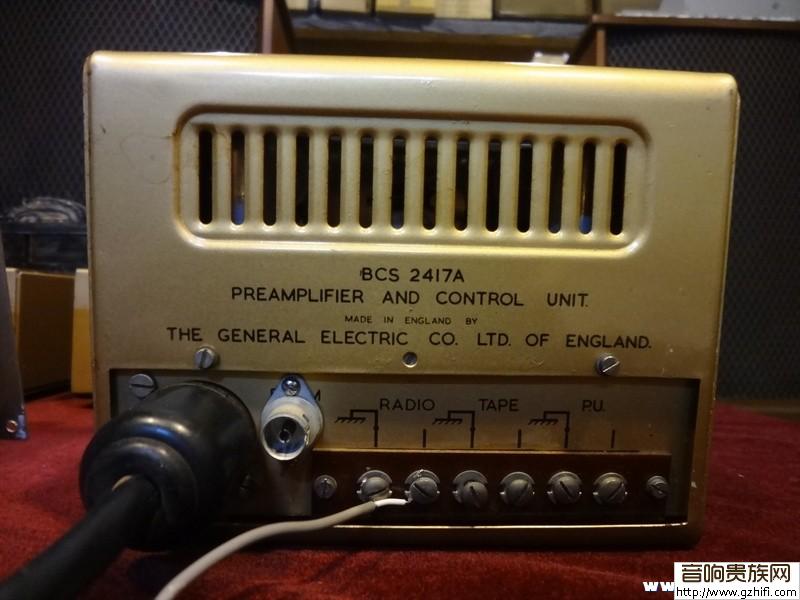 BCS 2417A
PREAMPLIFIER AND CONTROL UNIT.
MADE IN ENGLAND BY
THE GENERAL ELECTRIC CO. LTD. OF ENGLAND.
RADIO TAPE P.U.
音响贵族网
http://www.gzhifi.com